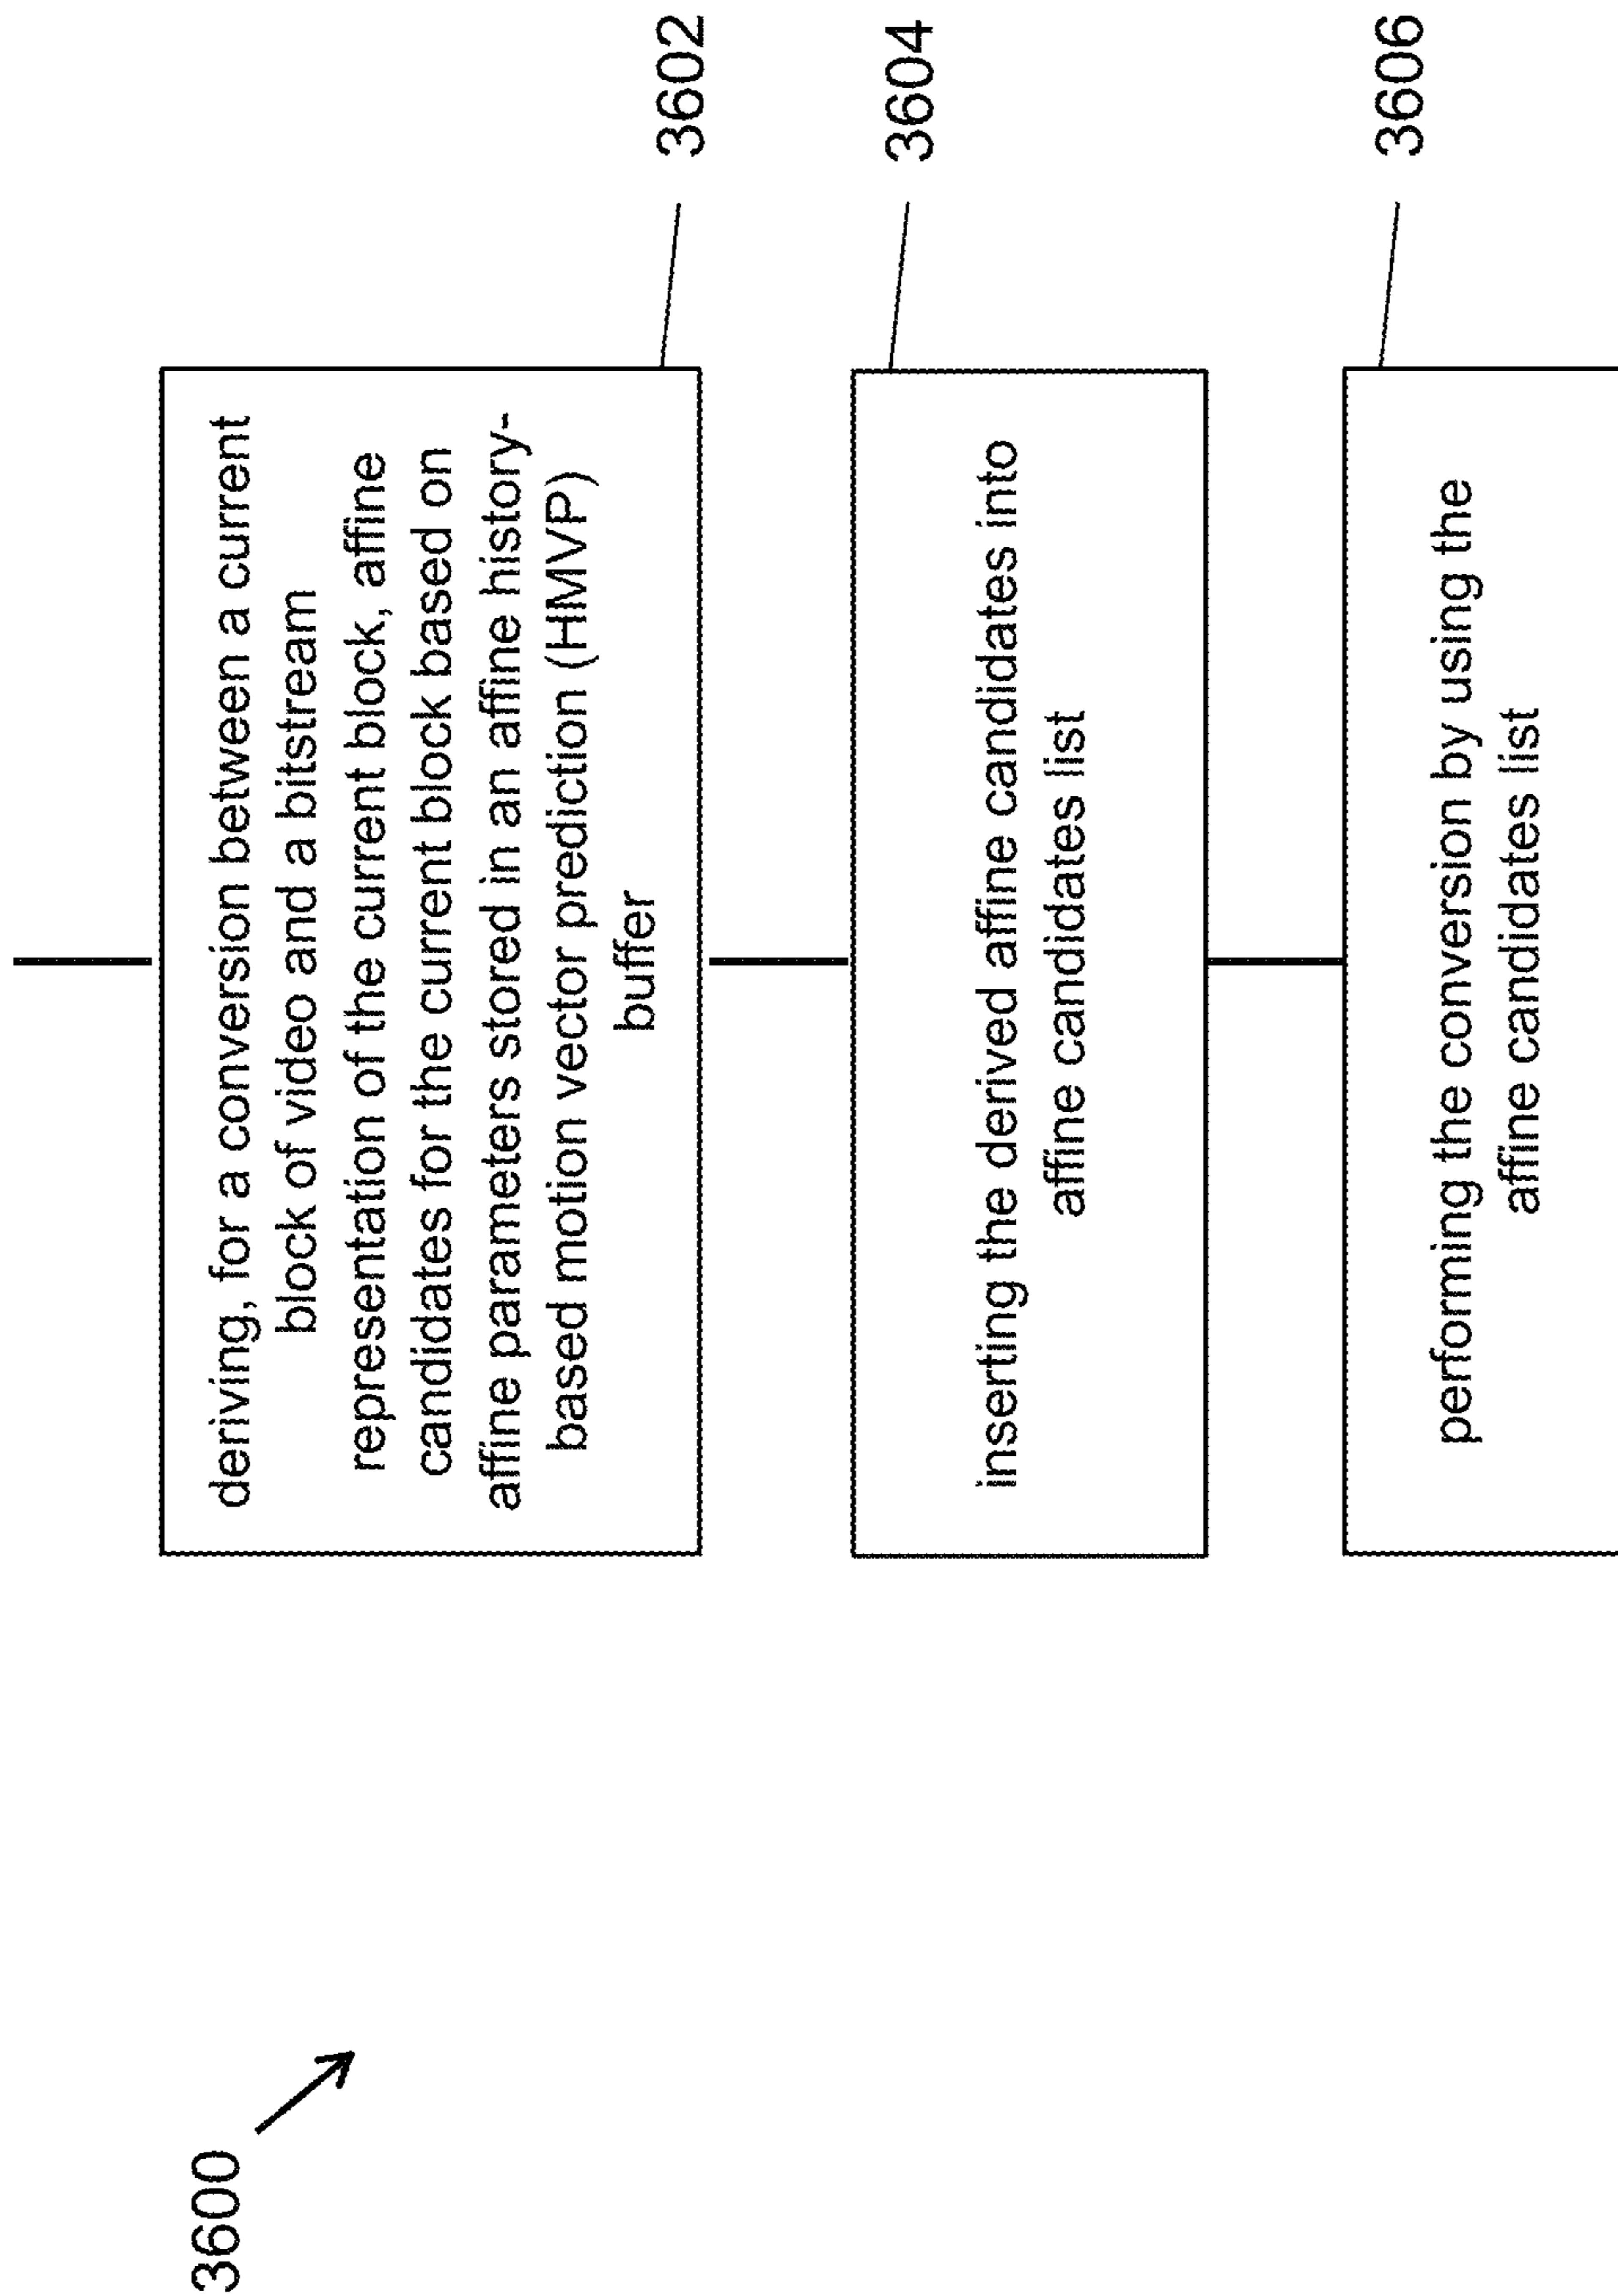 3600
deriving, for a conversion between a current
block of video and a bitstream
representation of the current block, affine
candidates for the current block based on
affine parameters stored in an affine history-
based motion vector prediction (HMVP)
buffer
3602
inserting the derived affine candidates into
affine candidates list
3604
performing the conversion by using the
affine candidates list
3606